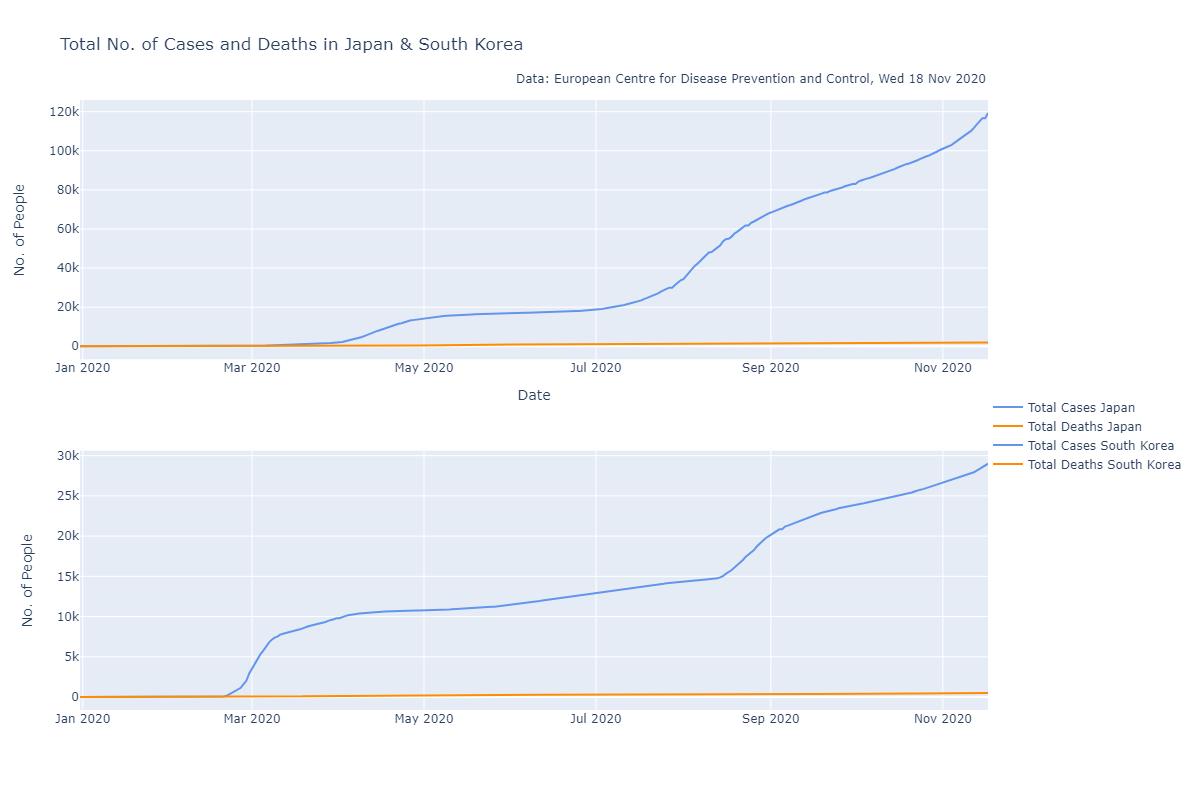 Total No. of Cases and Deaths in Japan & South Korea
Data: European Centre for Disease Prevention and Control, Wed 18 Nov 2020
120k
100k
80k
60k
40k
20k
0
No. of People
Jan 2020 Mar 2020 May 2020 Jul 2020 Sep 2020 Nov 2020
Date
Total Cases Japan
Total Deaths Japan
Total Cases South Korea
Total Deaths South Korea
30k
25k
20k
15k
10k
5k
0
No. of People
Jan 2020 Mar 2020 May 2020 Jul 2020 Sep 2020 Nov 2020